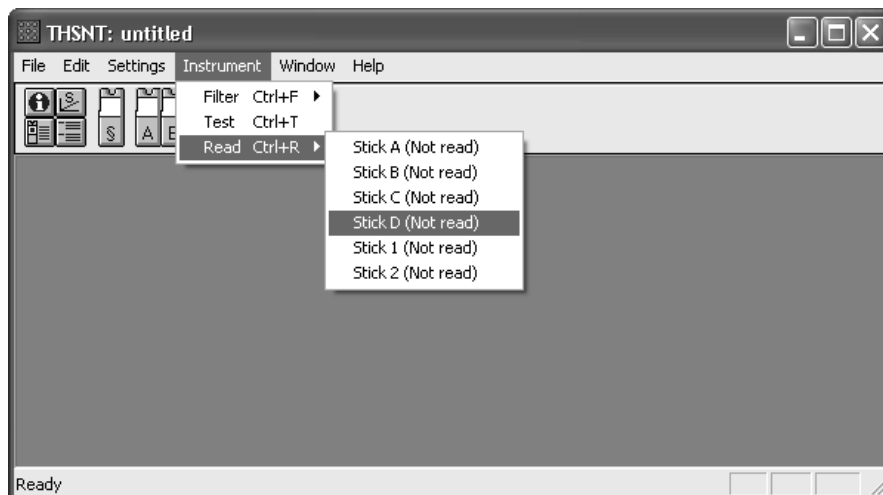 THSNT: untitled
File Edit Settings Instrument Window Help
Filter Ctrl+F
Test Ctrl+T
Read Ctrl+R
§ A
Stick A (Not read)
Stick B (Not read)
Stick C (Not read)
Stick D (Not read)
Stick 1 (Not read)
Stick 2 (Not read)
Ready